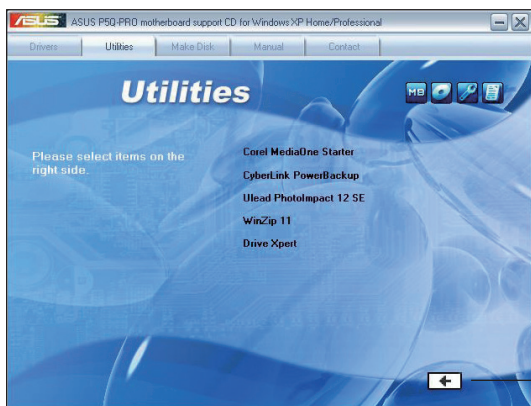 ASUS P5Q-PRO motherboard support CD for Windows XP Home/Professional
Drivers Utilities Make Disk Manual Contact
Utilities
MB
Please select items on the
right side.
Corel MediaOne Starter
CyberLink PowerBackup
Ulead PhotoImpact 12 SE
WinZip 11
Drive Xpert